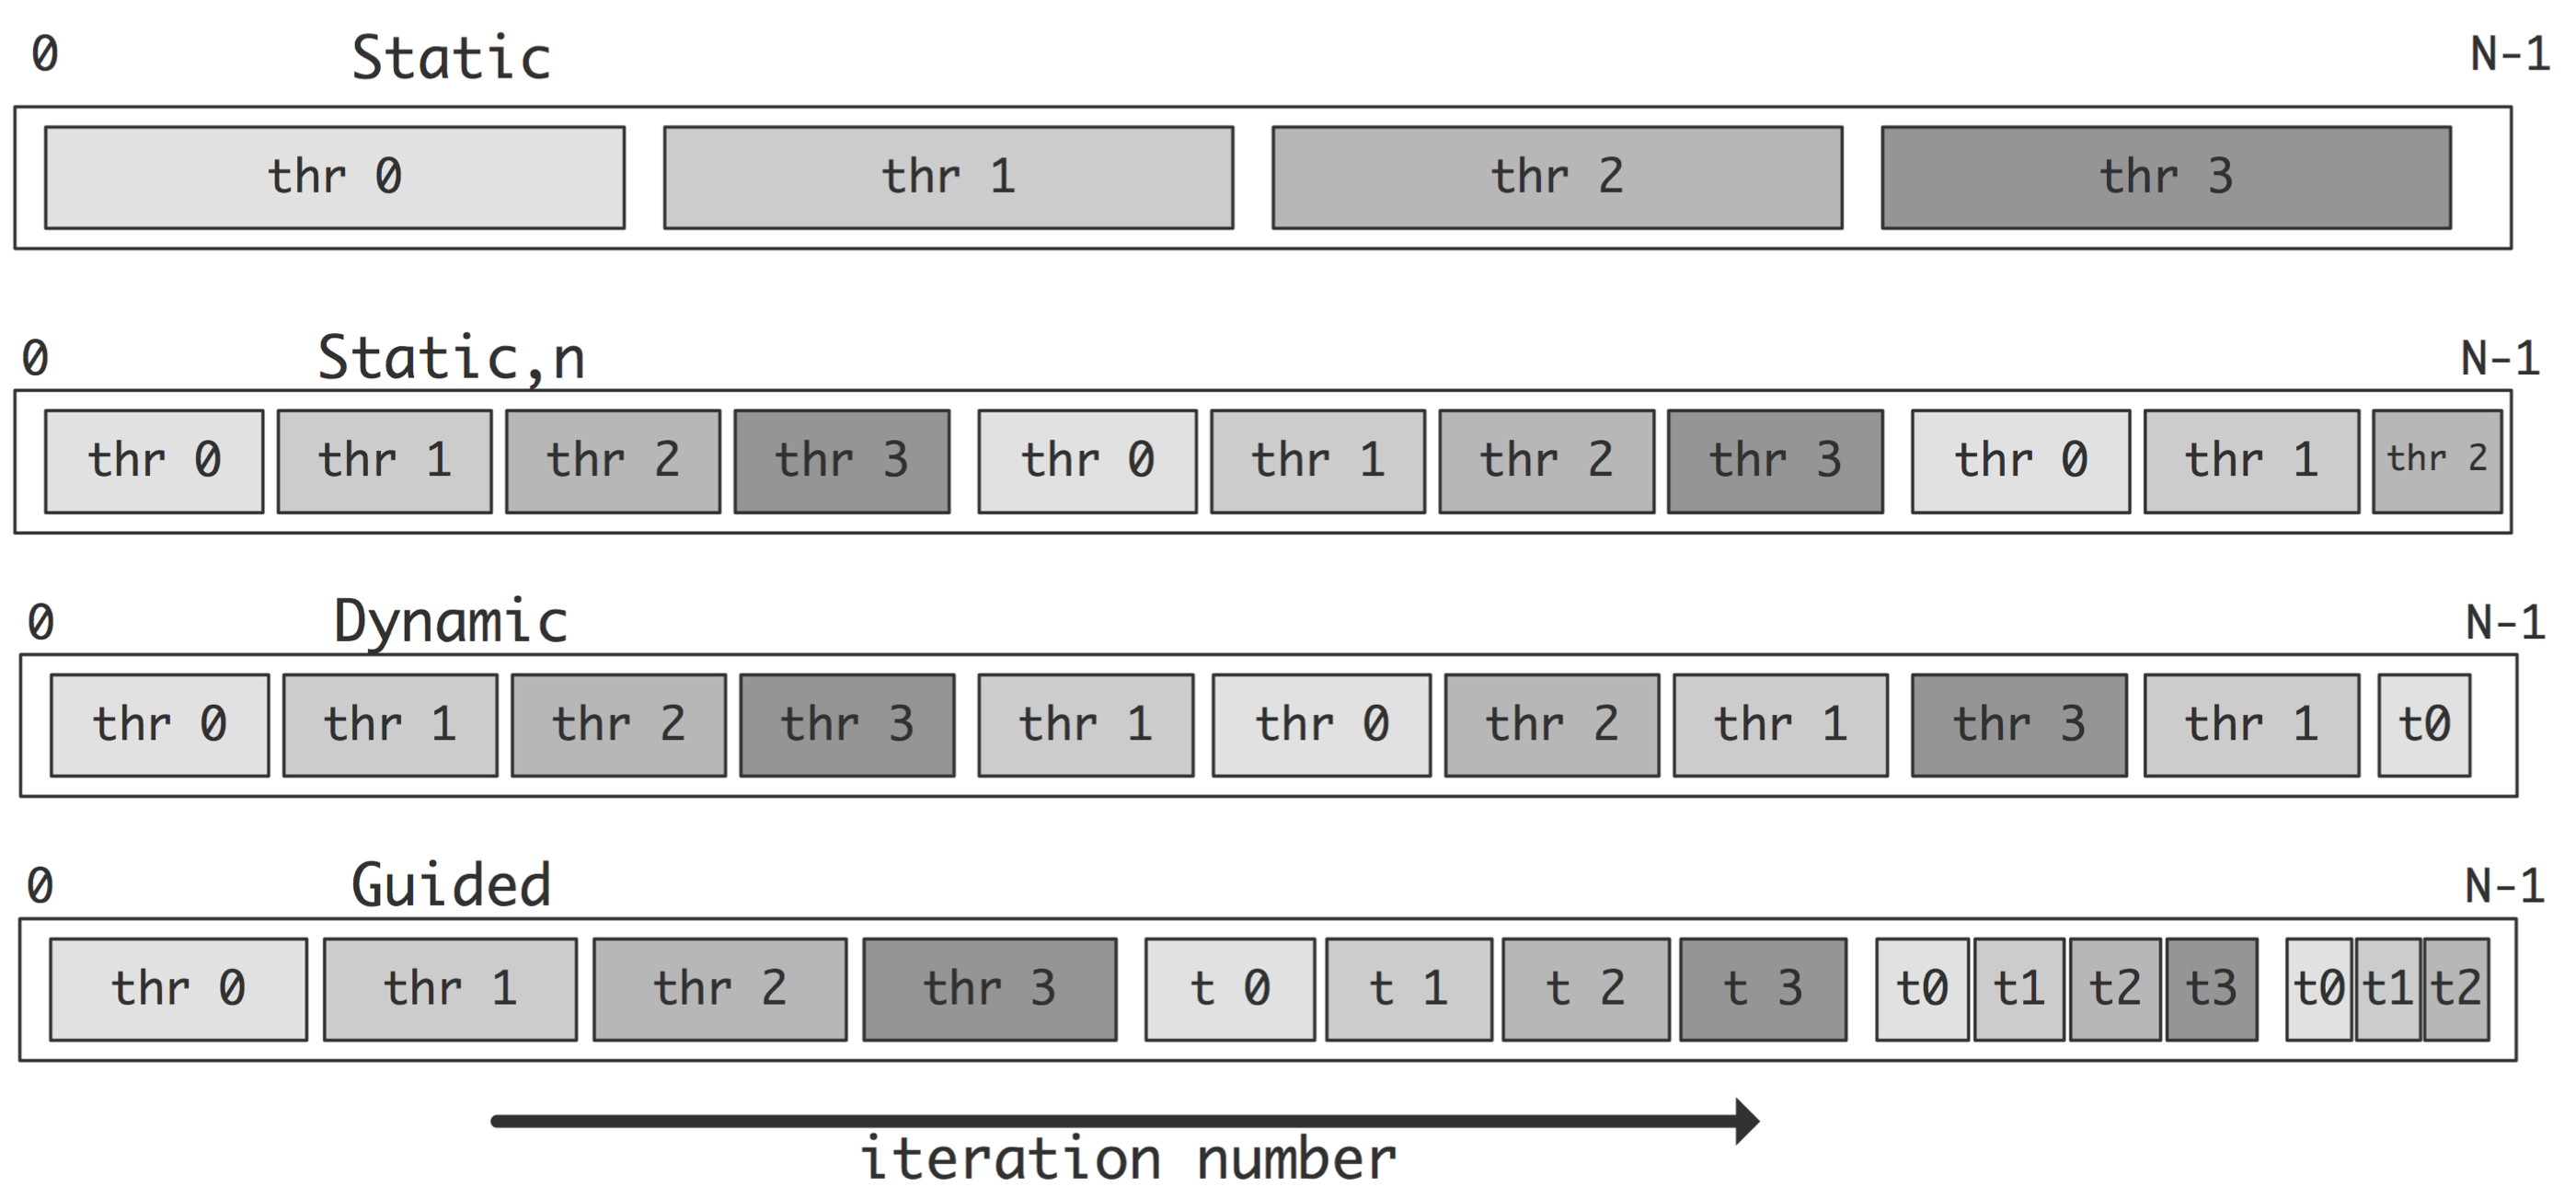 0 Static N-1
thr 0 thr 1 thr 2 thr 3
0 Static,n N-1
thr 0 thr 1 thr 2 thr 3 thr 0 thr 1 thr 2 thr 3 thr 0 thr 1 thr 2
0 Dynamic N-1
thr 0 thr 1 thr 2 thr 3 thr 1 thr 0 thr 2 thr 1 thr 3 thr 1 t0
0 Guided N-1
thr 0 thr 1 thr 2 thr 3 t 0 t 1 t 2 t 3 t0 t1 t2 t3 t0 t1 t2
iteration number